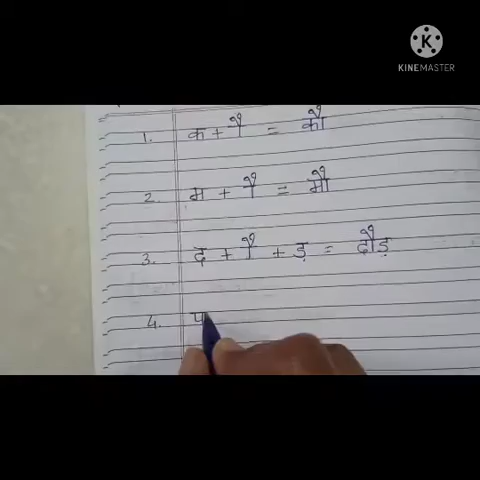 KINEMASTER
1. क + ौ = कौ
2. म + ौ = मौ
3. द + ौ + ड़ = दौड़
4. प